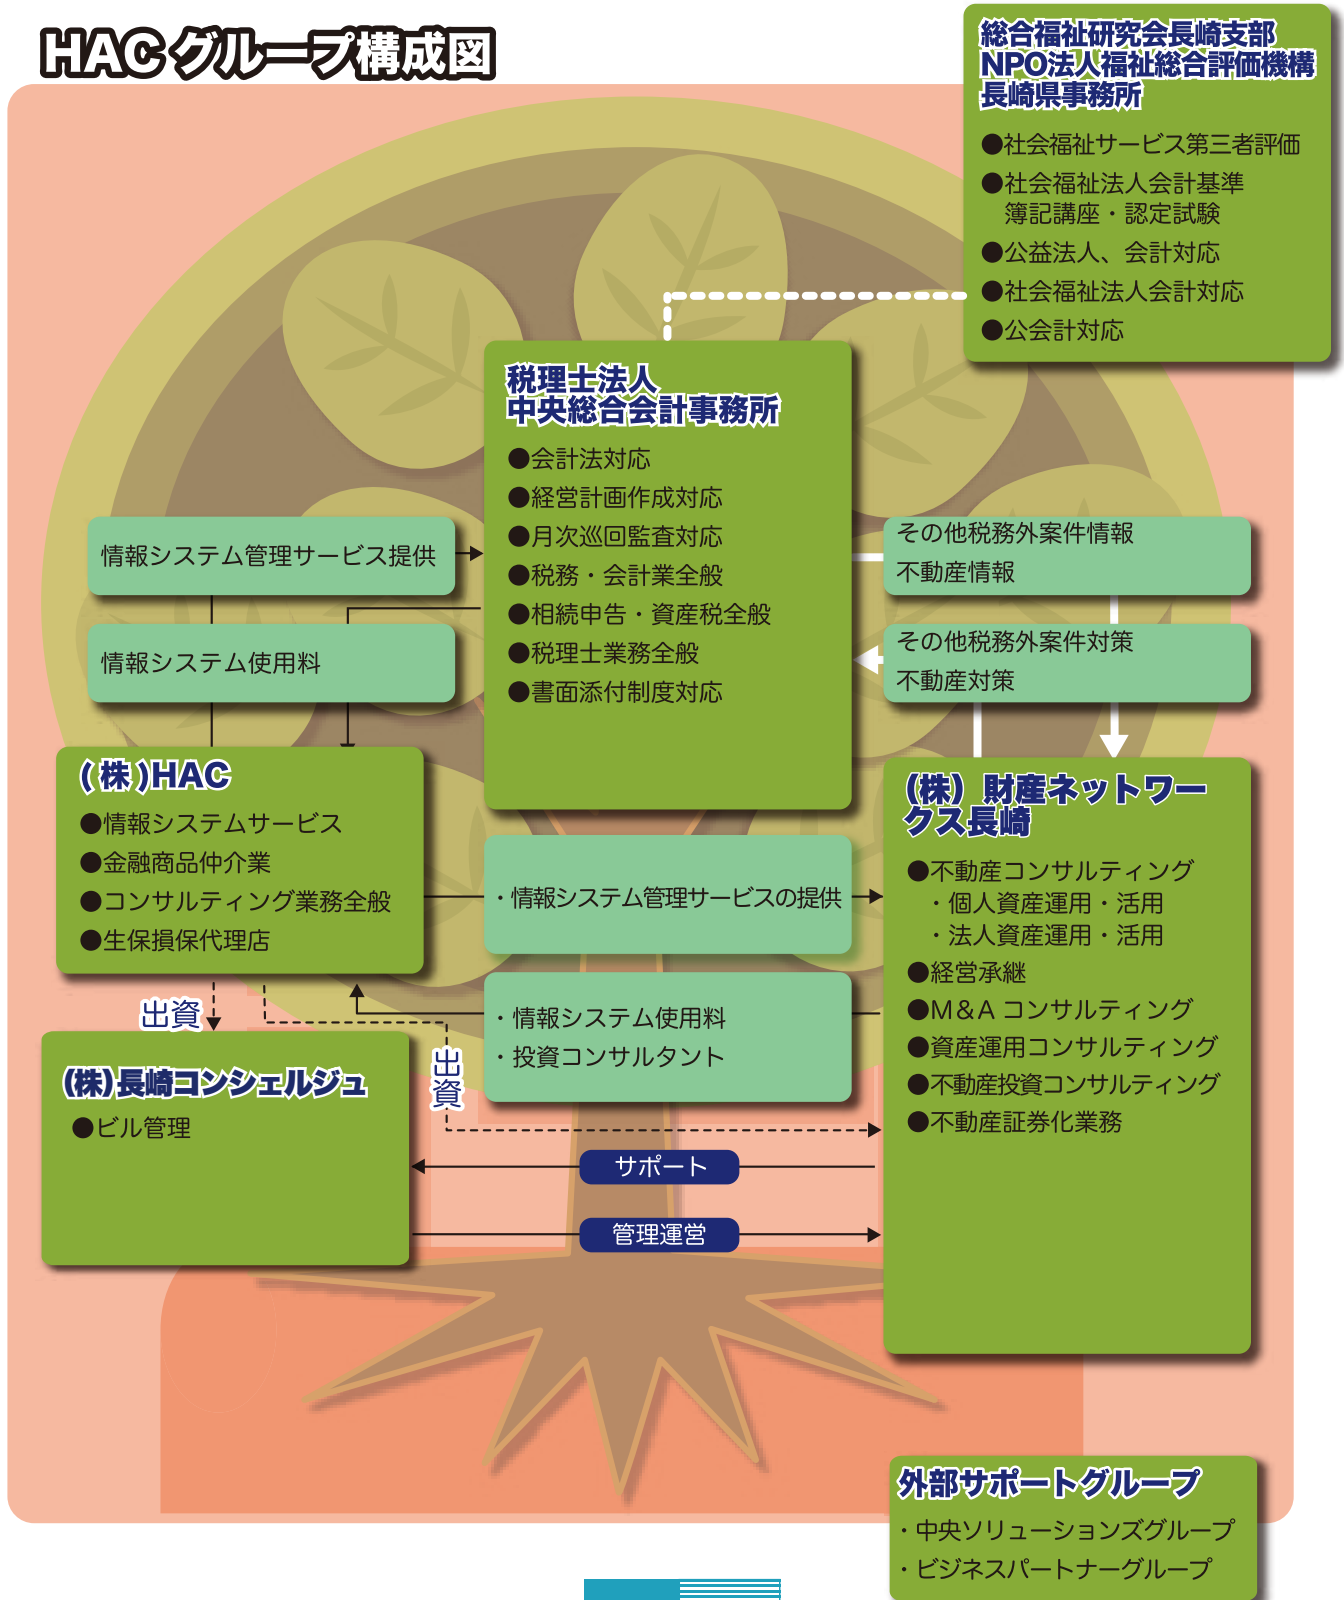 HACグループ構成図
総合福祉研究会長崎支部
NPO法人福祉総合評価機構
長崎県事務所
●社会福祉サービス第三者評価
●社会福祉法人会計基準
簿記講座・認定試験
●公益法人、会計対応
●社会福祉法人会計対応
●公会計対応
税理士法人
中央総合会計事務所
●会計法対応
●経営計画作成対応
●月次巡回監査対応
●税務・会計業全般
●相続申告・資産税全般
●税理士業務全般
●書面添付制度対応
情報システム管理サービス提供
情報システム使用料
その他税務外案件情報
不動産情報
その他税務外案件対策
不動産対策
(株)HAC
●情報システムサービス
●金融商品仲介業
●コンサルティング業務全般
●生保損保代理店
・情報システム管理サービスの提供
・情報システム使用料
・投資コンサルタント
(株)財産ネットワー
クス長崎
●不動産コンサルティング
・個人資産運用・活用
・法人資産運用・活用
●経営承継
●M&Aコンサルティング
●資産運用コンサルティング
●不動産投資コンサルティング
●不動産証券化業務
出資
出資
(株)長崎コンシェルジュ
●ビル管理
サポート
管理運営
外部サポートグループ
・中央ソリューションズグループ
・ビジネスパートナーグループ